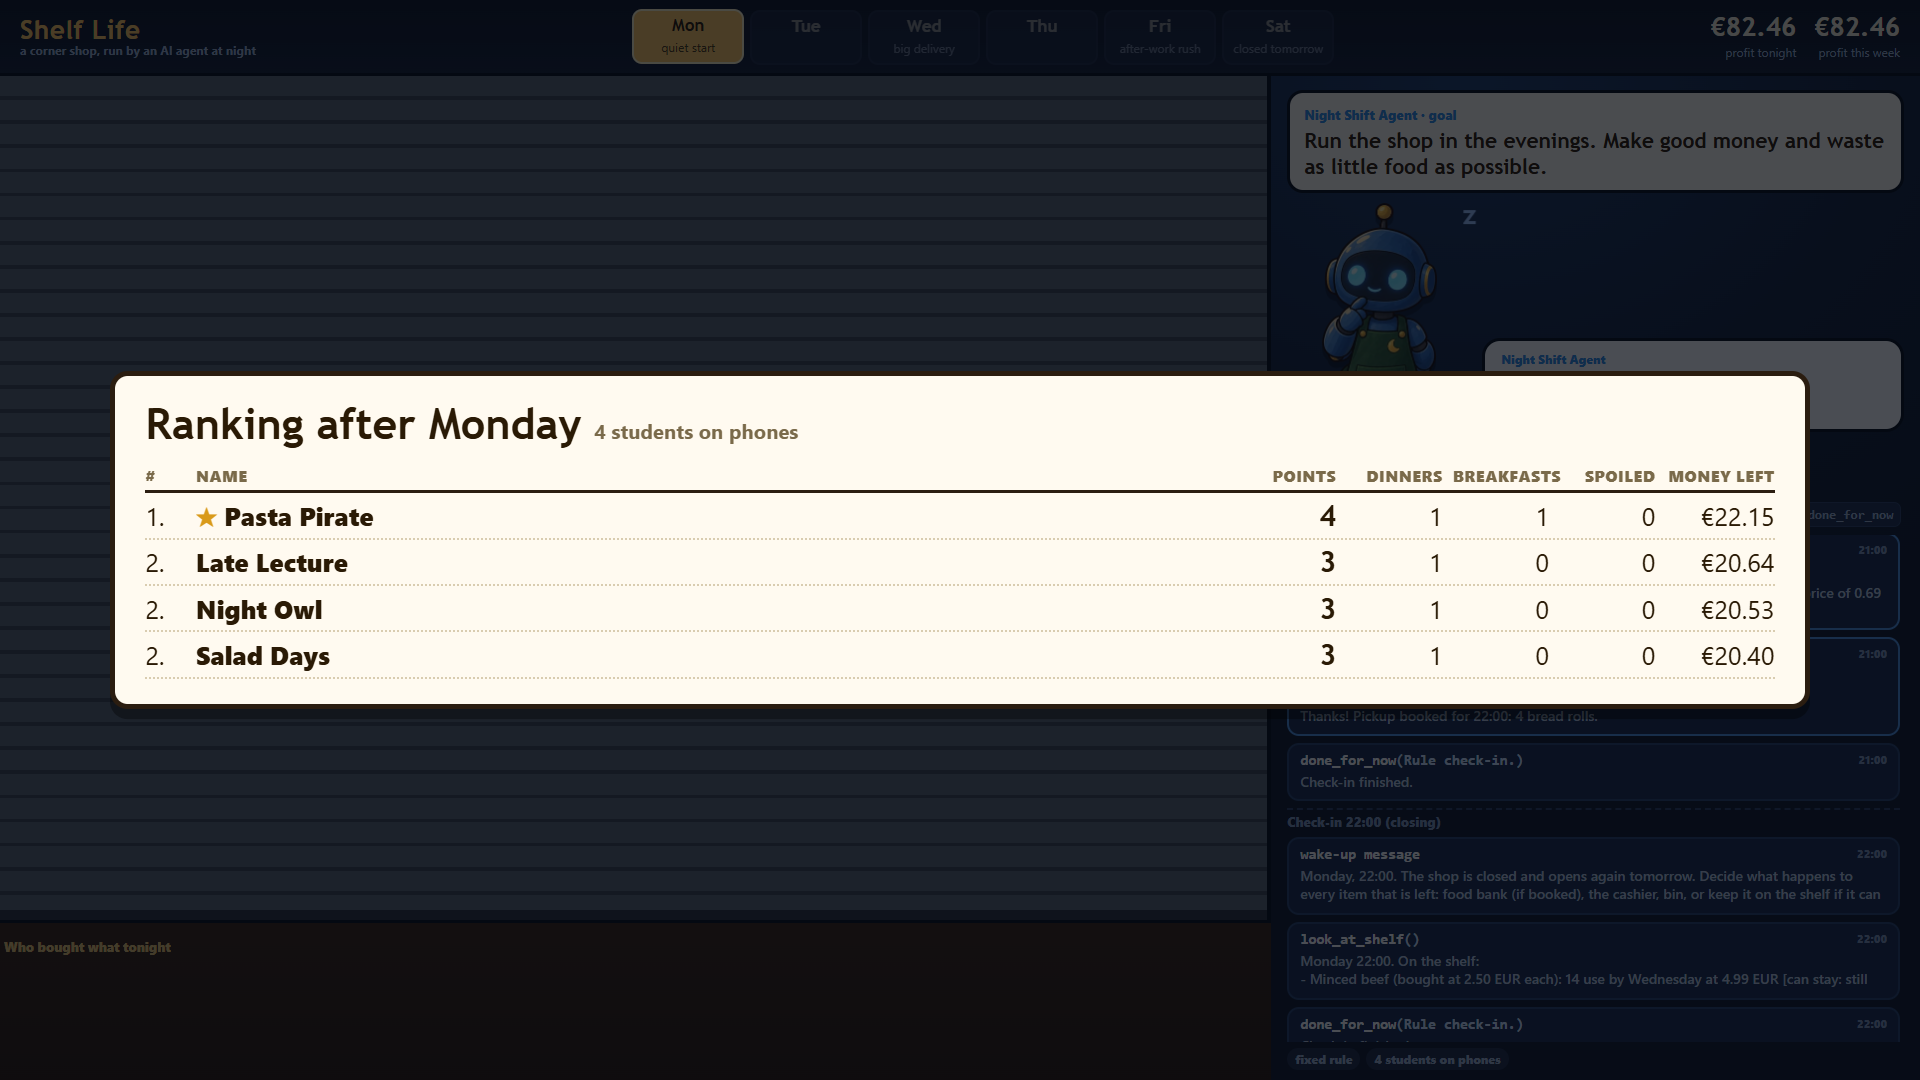 Shelf Life
a corner shop, run by an AI agent at night
Mon
quiet start
Tue
Wed
big delivery
Thu
Fri
after-work rush
Sat
closed tomorrow
€82.46
profit tonight
€82.46
profit this week
Night Shift Agent · goal
Run the shop in the evenings. Make good money and waste
as little food as possible.
Z
Night Shift Agent
Ranking after Monday 4 students on phones
# NAME POINTS DINNERS BREAKFASTS SPOILED MONEY LEFT
1. ★ Pasta Pirate 4 1 1 0 €22.15
2. Late Lecture 3 1 0 0 €20.64
2. Night Owl 3 1 0 0 €20.53
2. Salad Days 3 1 0 0 €20.40
done_for_now
21:00
rice of 0.69
21:00
Thanks! Pickup booked for 22:00: 4 bread rolls.
done_for_now(Rule check-in.) 21:00
Check-in finished.
Check-in 22:00 (closing)
wake-up message 22:00
Monday, 22:00. The shop is closed and opens again tomorrow. Decide what happens to
every item that is left: food bank (if booked), the cashier, bin, or keep it on the shelf if it can
look_at_shelf() 22:00
Monday 22:00. On the shelf:
- Minced beef (bought at 2.50 EUR each): 14 use by Wednesday at 4.99 EUR [can stay: still
done_for_now(Rule check-in.) 22:00
fixed rule
4 students on phones
Who bought what tonight